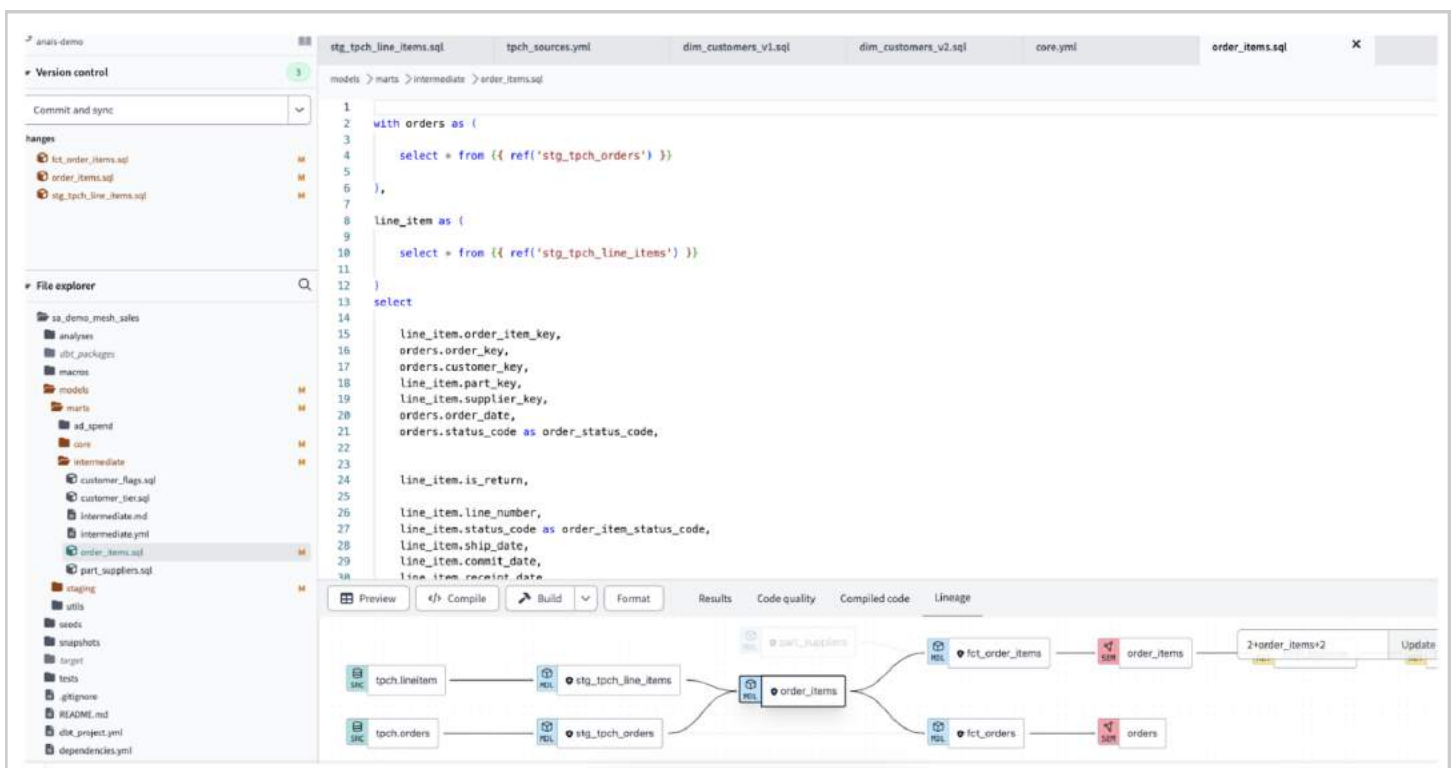 anais-demo
Version control
3
Commit and sync
hanges
fct_order_items.sql M
order_items.sql M
stg_tpch_line_items.sql M
File explorer
sa_demo_mesh_sales
analyses
dbt_packages
macros
models M
marts M
ad_spend
core M
intermediate M
customer_flags.sql
customer_tier.sql
intermediate.md
intermediate.yml
order_items.sql M
part_suppliers.sql
staging M
utils
seeds
snapshots
target
tests
.gitignore
README.md
dbt_project.yml
dependencies.yml
stg_tpch_line_items.sql tpch_sources.yml dim_customers_v1.sql dim_customers_v2.sql core.yml order_items.sql ×
models > marts > intermediate > order_items.sql
1
2 with orders as (
3
4 select * from {{ ref('stg_tpch_orders') }}
5
6 ),
7
8 line_item as (
9
10 select * from {{ ref('stg_tpch_line_items') }}
11
12 )
13 select
14
15 line_item.order_item_key,
16 orders.order_key,
17 orders.customer_key,
18 line_item.part_key,
19 line_item.supplier_key,
20 orders.order_date,
21 orders.status_code as order_status_code,
22
23
24 line_item.is_return,
25
26 line_item.line_number,
27 line_item.status_code as order_item_status_code,
28 line_item.ship_date,
29 line_item.commit_date,
30 line_item.receipt_date
Preview </> Compile Build Format Results Code quality Compiled code Lineage
MDL part_suppliers
MDL fct_order_items
SEM order_items
2+order_items+2 Update
SRC tpch.lineitem
MDL stg_tpch_line_items
MDL order_items
SRC tpch.orders
MDL stg_tpch_orders
MDL fct_orders
SEM orders